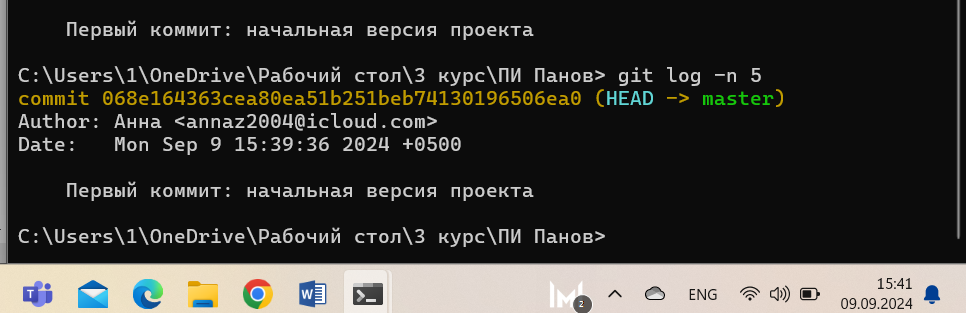 Первый коммит: начальная версия проекта
C:\Users\1\OneDrive\Рабочий стол\3 курс\ПИ Панов> git log -n 5
commit 068e164363cea80ea51b251beb74130196506ea0 (HEAD -> master)
Author: Анна <annaz2004@icloud.com>
Date:   Mon Sep 9 15:39:36 2024 +0500
Первый коммит: начальная версия проекта
C:\Users\1\OneDrive\Рабочий стол\3 курс\ПИ Панов>
2
ENG
15:41
09.09.2024